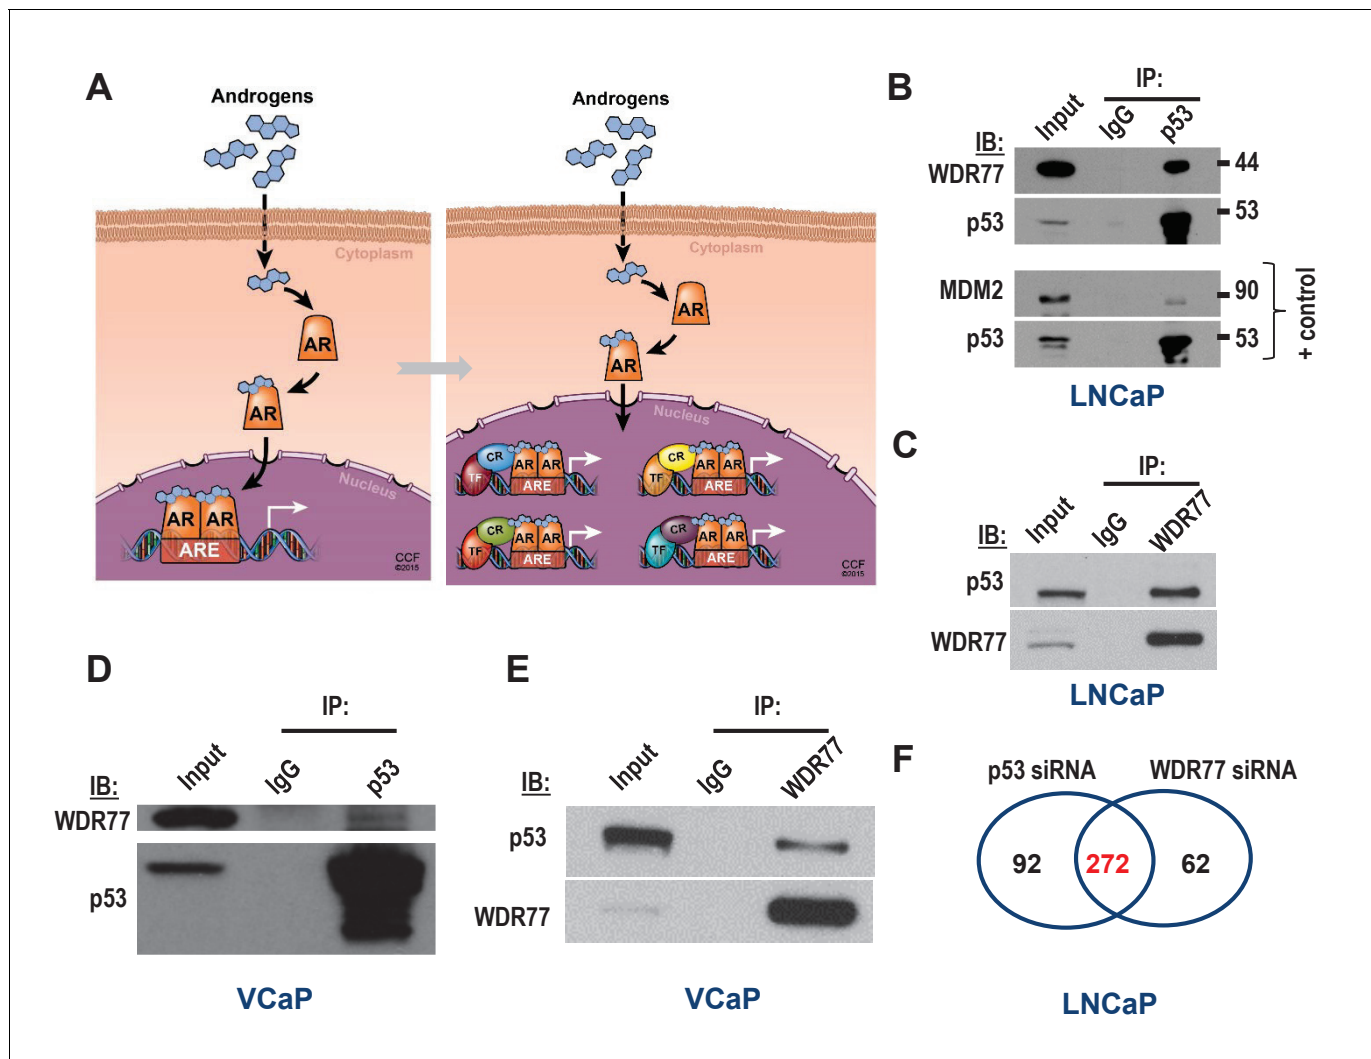 A
Androgens
Cytoplasm
AR
AR
Nucleus
AR AR
ARE
CCF
©2015
Androgens
Cytoplasm
AR
AR
Nucleus
CR
TF
AR AR
ARE
CR
TF
AR AR
ARE
CR
TF
AR AR
ARE
CR
TF
AR AR
ARE
CCF
©2015
B
IP:
Input IgG p53
IB:
WDR77 44
p53 53
MDM2 90
p53 53
+ control
LNCaP
C
IP:
Input IgG WDR77
IB:
p53
WDR77
LNCaP
D
IP:
Input IgG p53
IB:
WDR77
p53
VCaP
E
IP:
Input IgG WDR77
IB:
p53
WDR77
VCaP
F
p53 siRNA WDR77 siRNA
92 272 62
LNCaP